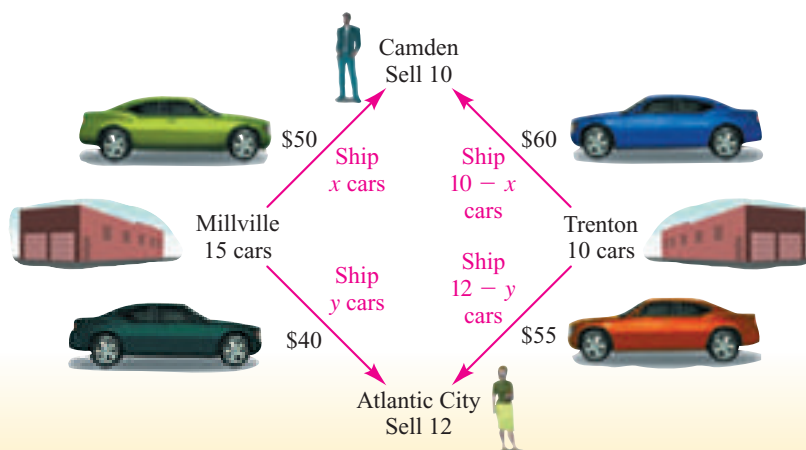 Camden
Sell 10
$50
$60
Ship
x cars
Ship
10 − x
cars
Millville
15 cars
Trenton
10 cars
Ship
y cars
Ship
12 − y
cars
$40
$55
Atlantic City
Sell 12